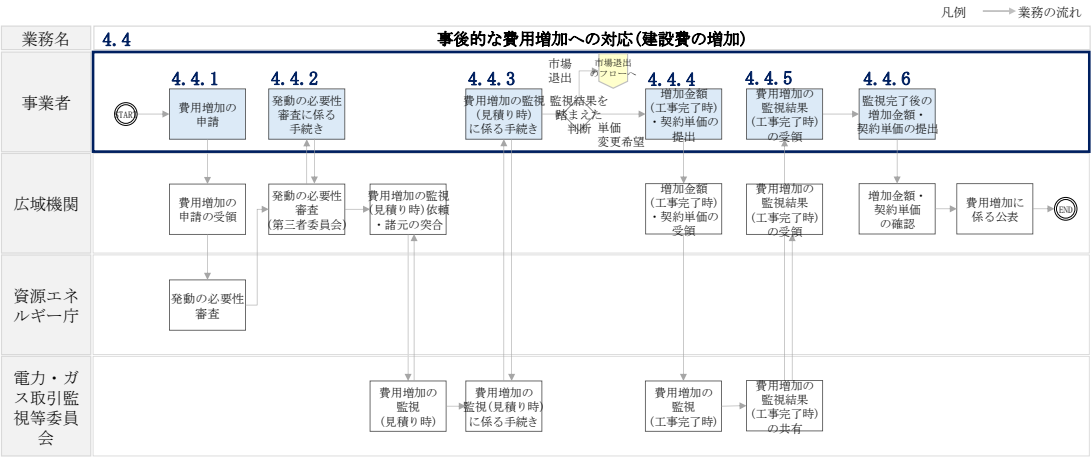 凡例
業務の流れ
業務名
4.4
事後的な費用増加への対応(建設費の増加)
事業者
START
4.4.1
費用増加の
申請
4.4.2
発動の必要性
審査に係る
手続き
4.4.3
費用増加の監視
(見積り時)
に係る手続き
監視結果を
踏まえた
判断
市場
退出
市場退出
のフローへ
単価
変更希望
4.4.4
増加金額
(工事完了時)
・契約単価の
提出
4.4.5
費用増加の
監視結果
(工事完了時)
の受領
4.4.6
監視完了後の
増加金額・
契約単価の提出
広域機関
費用増加の
申請の受領
発動の必要性
審査
(第三者委員会)
費用増加の監視
(見積り時)依頼
・諸元の突合
増加金額
(工事完了時)
・契約単価の
受領
費用増加の
監視結果
(工事完了時)
の受領
増加金額・
契約単価
の確認
費用増加に
係る公表
END
資源エネ
ルギー庁
発動の必要性
審査
電力・ガ
ス取引監
視等委員
会
費用増加の
監視
(見積り時)
費用増加の
監視(見積り時)
に係る手続き
費用増加の
監視
(工事完了時)
費用増加の
監視結果
(工事完了時)
の共有